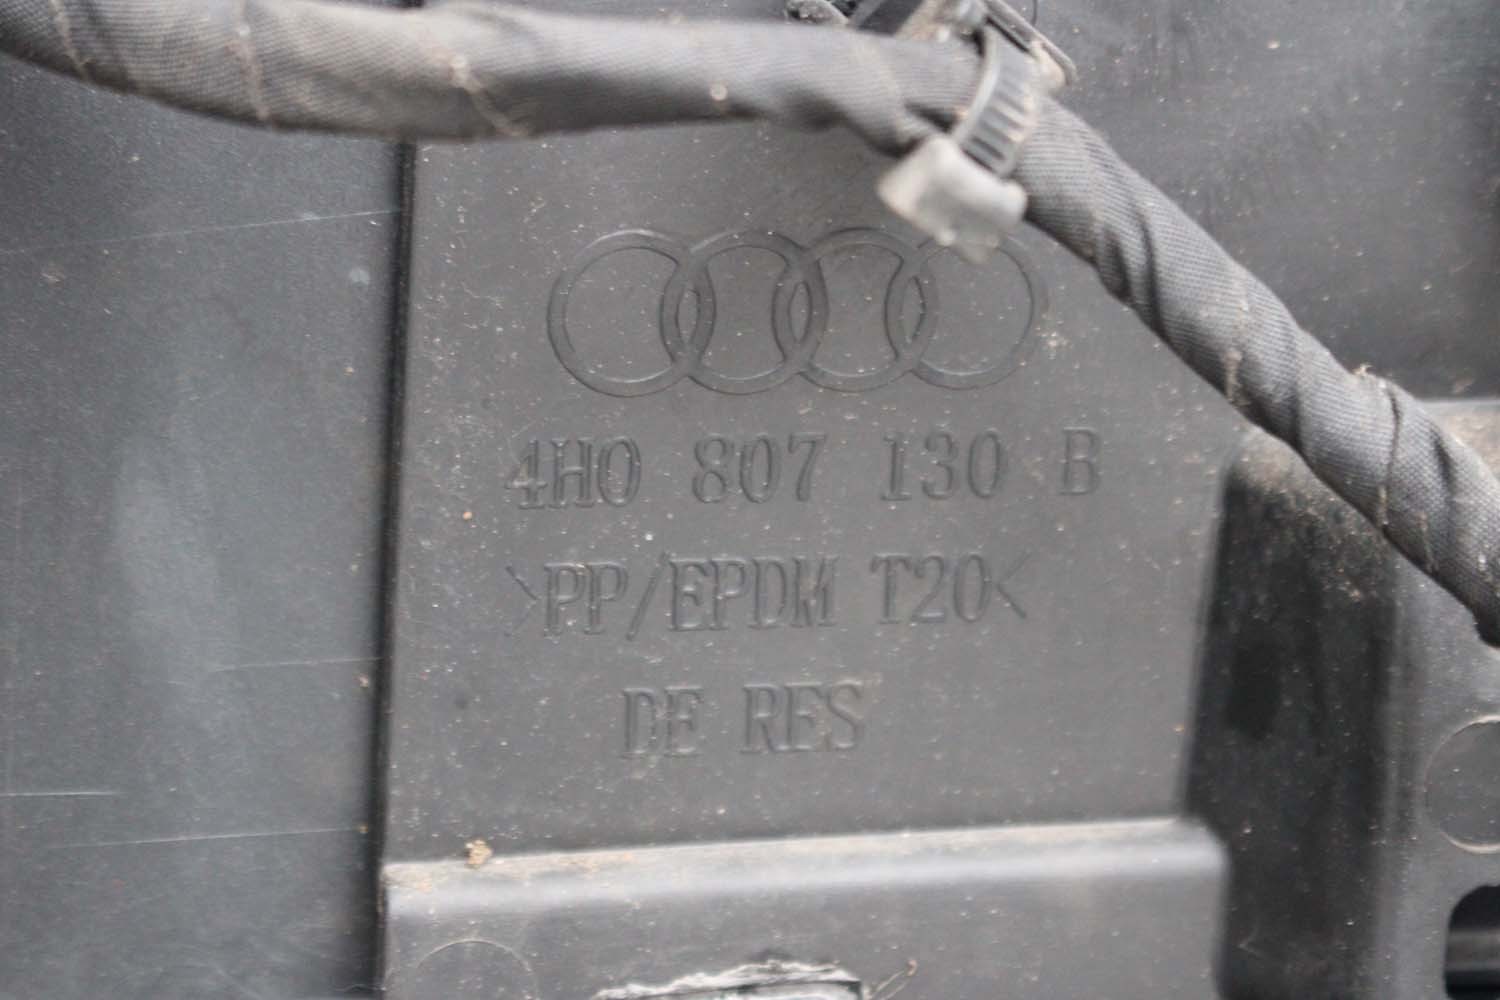 4H0 807 130 B
>PP/EPDM T20<
DE RES